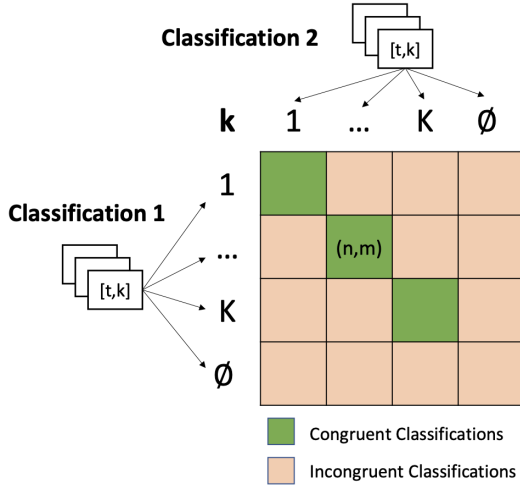 Classification 2
[t,k]
k 1 ... K Ø
1
Classification 1
... (n,m)
[t,k]
K
Ø
Congruent Classifications
Incongruent Classifications